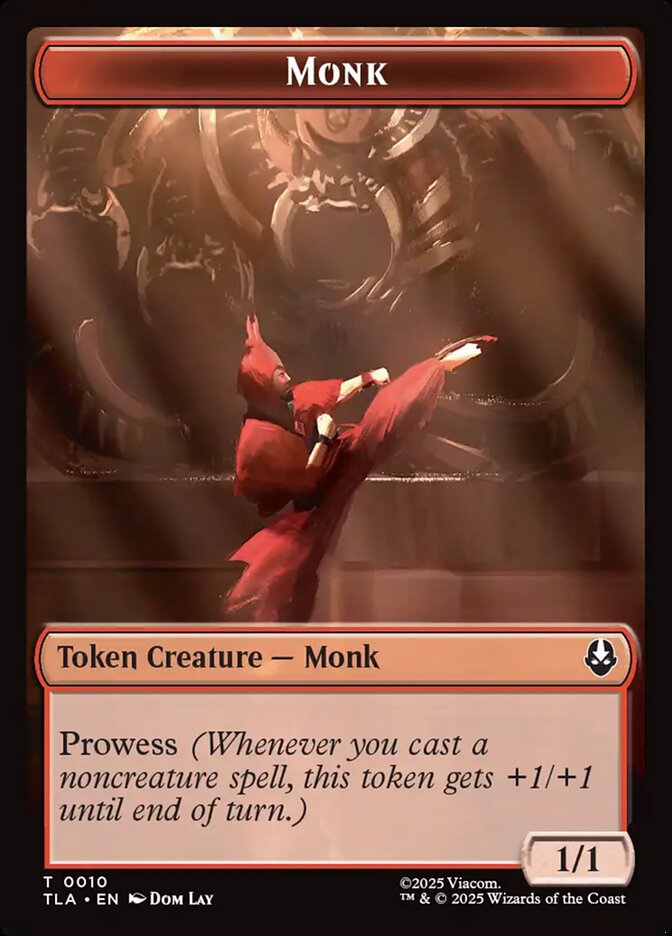 Monk
Token Creature — Monk
Prowess (Whenever you cast a
noncreature spell, this token gets +1/+1
until end of turn.)
1/1
T 0010
TLA • EN Dom Lay
©2025 Viacom.
™ & © 2025 Wizards of the Coast